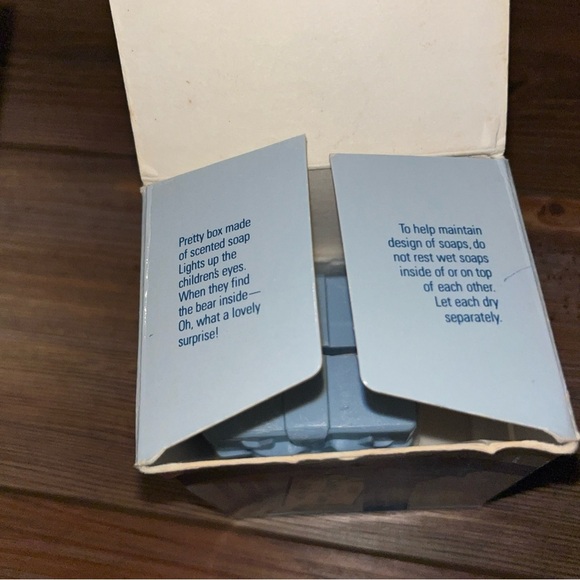 Pretty box made
of scented soap
Lights up the
children's eyes.
When they find
the bear inside—
Oh, what a lovely
surprise!
To help maintain
design of soaps, do
not rest wet soaps
inside of or on top
of each other.
Let each dry
separately.